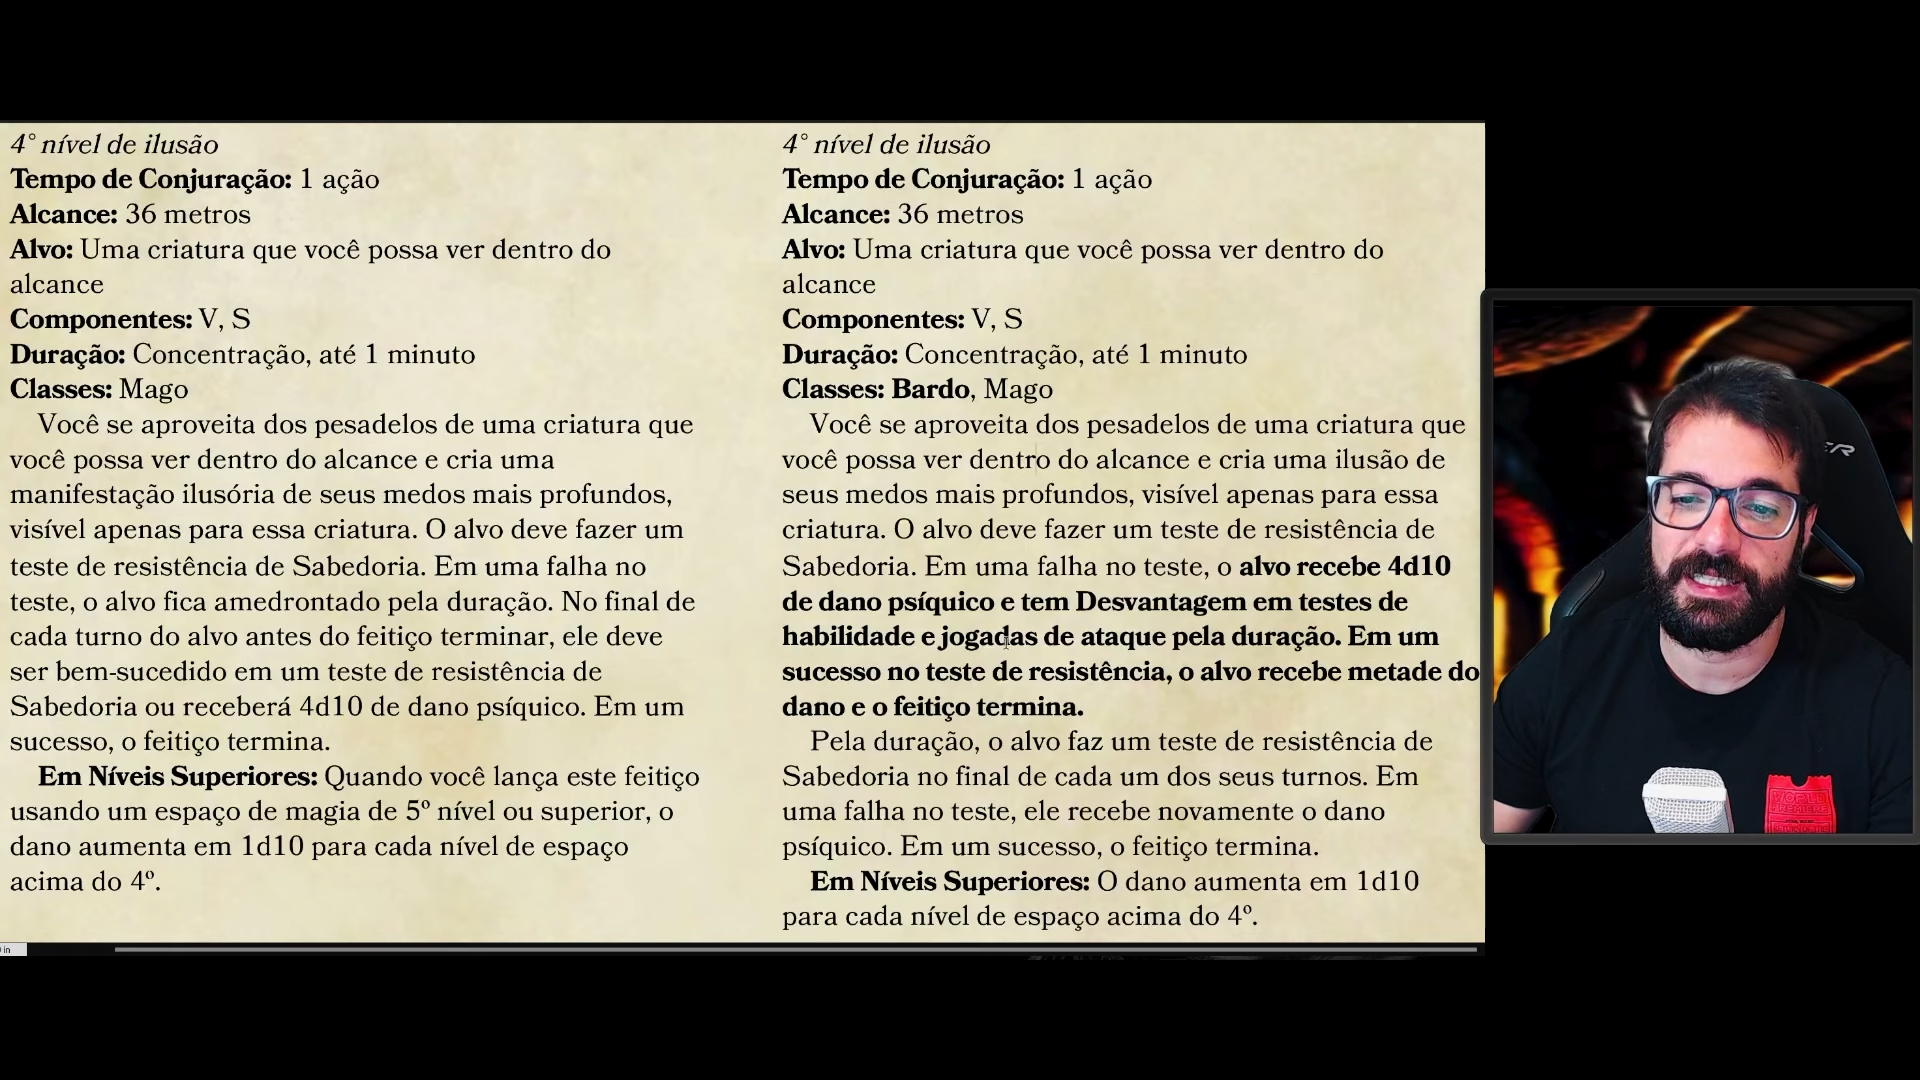 4° nível de ilusão
Tempo de Conjuração: 1 ação
Alcance: 36 metros
Alvo: Uma criatura que você possa ver dentro do
alcance
Componentes: V, S
Duração: Concentração, até 1 minuto
Classes: Mago
Você se aproveita dos pesadelos de uma criatura que
você possa ver dentro do alcance e cria uma
manifestação ilusória de seus medos mais profundos,
visível apenas para essa criatura. O alvo deve fazer um
teste de resistência de Sabedoria. Em uma falha no
teste, o alvo fica amedrontado pela duração. No final de
cada turno do alvo antes do feitiço terminar, ele deve
ser bem-sucedido em um teste de resistência de
Sabedoria ou receberá 4d10 de dano psíquico. Em um
sucesso, o feitiço termina.
Em Níveis Superiores: Quando você lança este feitiço
usando um espaço de magia de 5º nível ou superior, o
dano aumenta em 1d10 para cada nível de espaço
acima do 4º.
4° nível de ilusão
Tempo de Conjuração: 1 ação
Alcance: 36 metros
Alvo: Uma criatura que você possa ver dentro do
alcance
Componentes: V, S
Duração: Concentração, até 1 minuto
Classes: Bardo, Mago
Você se aproveita dos pesadelos de uma criatura que
você possa ver dentro do alcance e cria uma ilusão de
seus medos mais profundos, visível apenas para essa
criatura. O alvo deve fazer um teste de resistência de
Sabedoria. Em uma falha no teste, o alvo recebe 4d10
de dano psíquico e tem Desvantagem em testes de
habilidade e jogadas de ataque pela duração. Em um
sucesso no teste de resistência, o alvo recebe metade do
dano e o feitiço termina.
Pela duração, o alvo faz um teste de resistência de
Sabedoria no final de cada um dos seus turnos. Em
uma falha no teste, ele recebe novamente o dano
psíquico. Em um sucesso, o feitiço termina.
Em Níveis Superiores: O dano aumenta em 1d10
para cada nível de espaço acima do 4º.
in